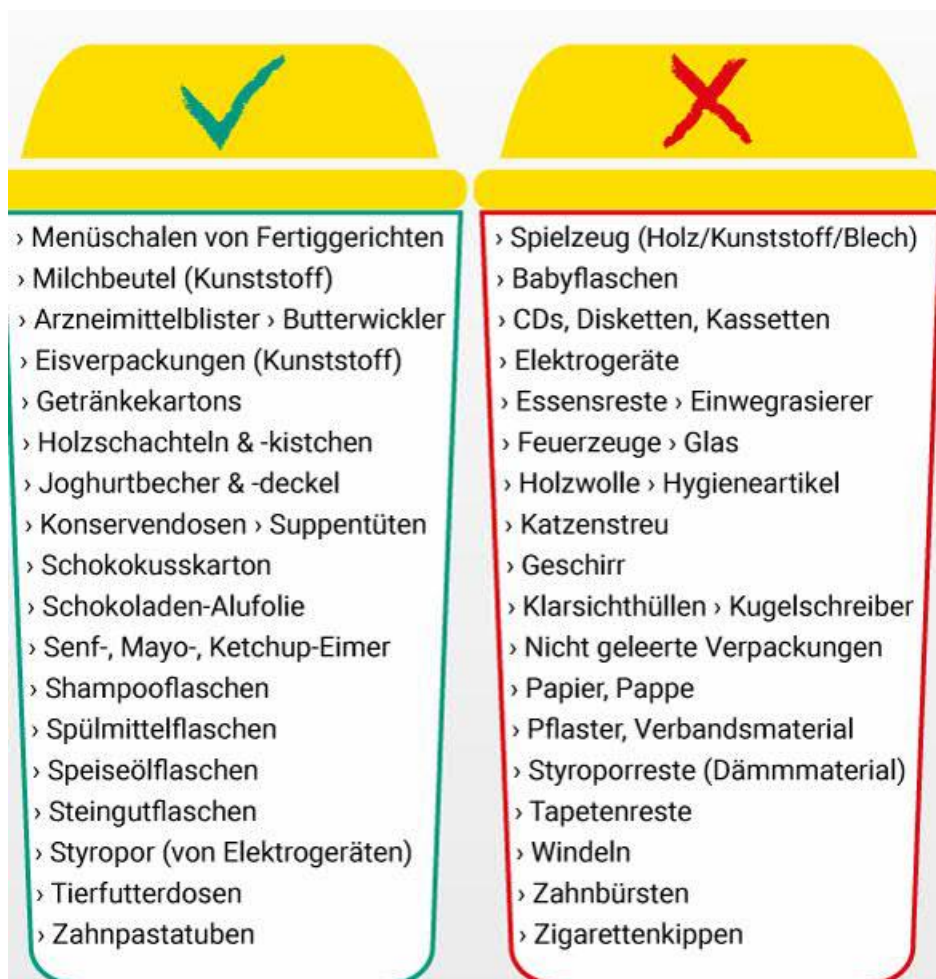 › Menüschalen von Fertiggerichten
› Milchbeutel (Kunststoff)
› Arzneimittelblister › Butterwickler
› Eisverpackungen (Kunststoff)
› Getränkekartons
› Holzschachteln & -kistchen
› Joghurtbecher & -deckel
› Konservendosen › Suppentüten
› Schokokusskarton
› Schokoladen-Alufolie
› Senf-, Mayo-, Ketchup-Eimer
› Shampooflaschen
› Spülmittelflaschen
› Speiseölflaschen
› Steingutflaschen
› Styropor (von Elektrogeräten)
› Tierfutterdosen
› Zahnpastatuben
› Spielzeug (Holz/Kunststoff/Blech)
› Babyflaschen
› CDs, Disketten, Kassetten
› Elektrogeräte
› Essensreste › Einwegrasierer
› Feuerzeuge › Glas
› Holzwolle › Hygieneartikel
› Katzenstreu
› Geschirr
› Klarsichthüllen › Kugelschreiber
› Nicht geleerte Verpackungen
› Papier, Pappe
› Pflaster, Verbandsmaterial
› Styroporreste (Dämmmaterial)
› Tapetenreste
› Windeln
› Zahnbürsten
› Zigarettenkippen